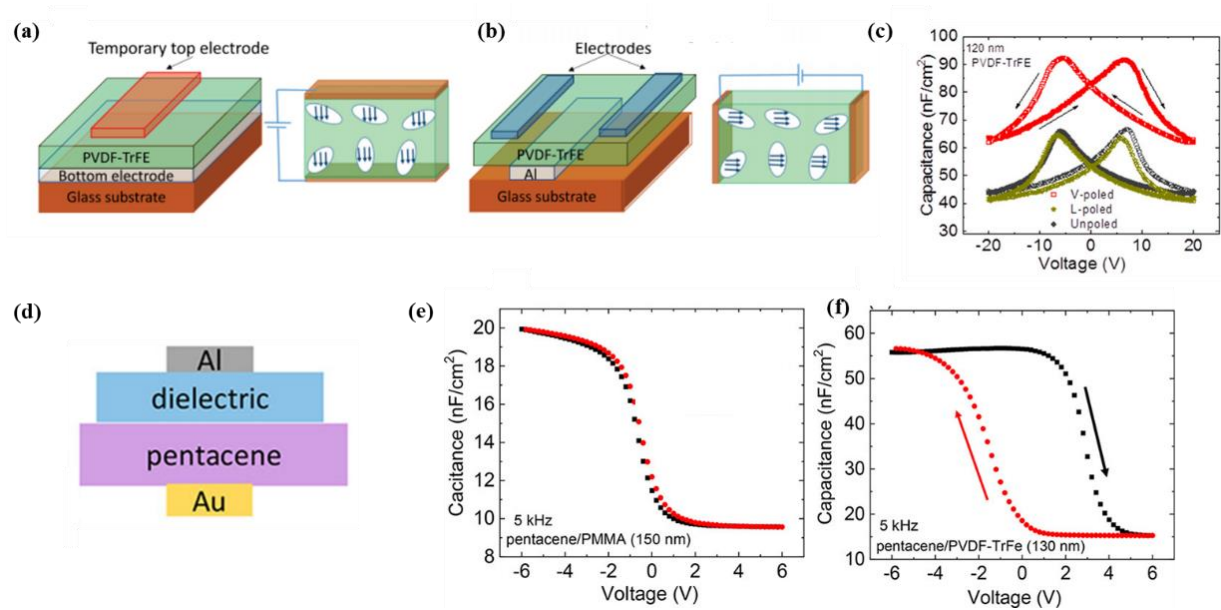 (a)
Temporary top electrode
PVDF-TrFE
Bottom electrode
Glass substrate
(b)
Electrodes
PVDF-TrFE
Al
Glass substrate
(c)
100
90
80
70
60
50
40
30
Capacitance (nF/cm²)
120 nm
PVDF-TrFE
V-poled
L-poled
Unpoled
-20 -10 0 10 20
Voltage (V)
(d)
Al
dielectric
pentacene
Au
(e)
20
18
16
14
12
10
8
Cacitance (nF/cm²)
5 kHz
pentacene/PMMA (150 nm)
-6 -4 -2 0 2 4 6
Voltage (V)
(f)
60
50
40
30
20
10
Capacitance (nF/cm²)
5 kHz
pentacene/PVDF-TrFe (130 nm)
-6 -4 -2 0 2 4 6
Voltage (V)